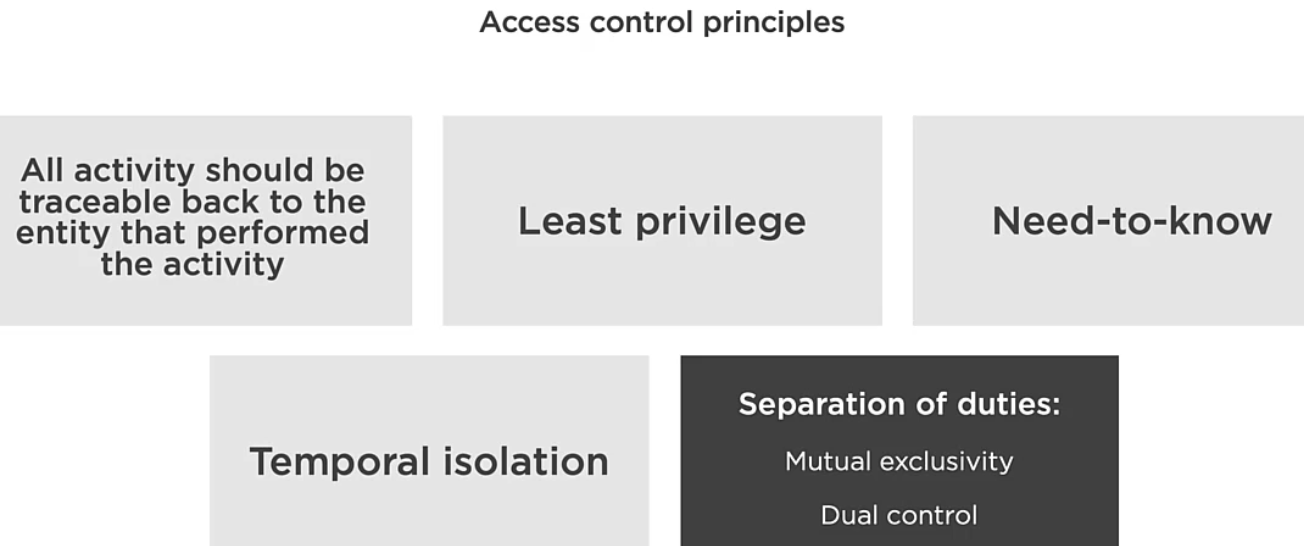 Access control principles
All activity should be
traceable back to the
entity that performed
the activity
Least privilege
Need-to-know
Temporal isolation
Separation of duties:
Mutual exclusivity
Dual control